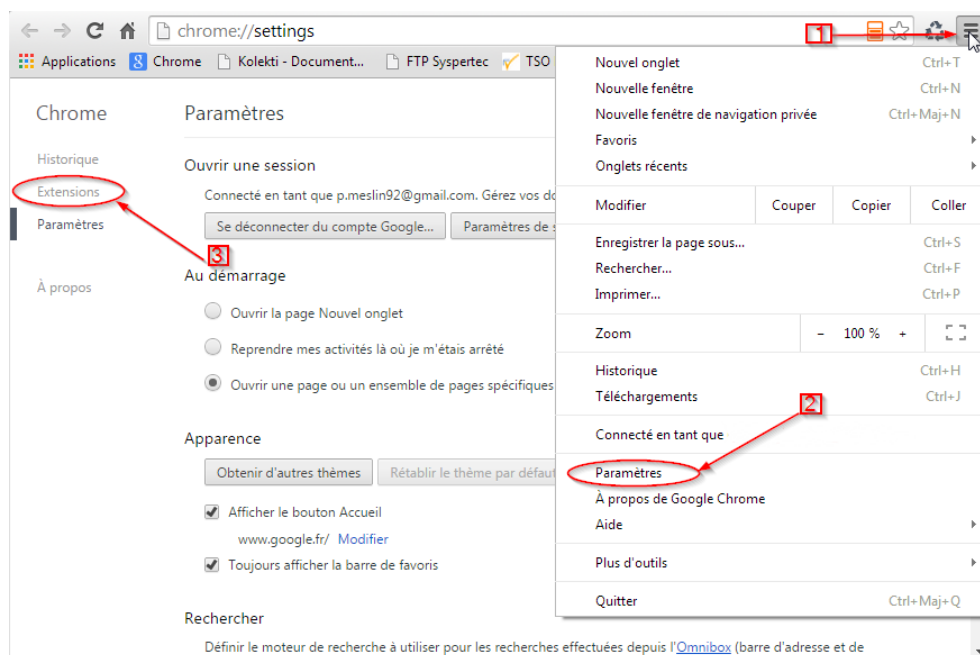 chrome://settings
1
Applications Chrome Kolekti - Document... FTP Syspertec TSO
Chrome
Historique
Extensions
Paramètres
À propos
Paramètres
Ouvrir une session
Connecté en tant que p.meslin92@gmail.com. Gérez vos
Se déconnecter du compte Google... Paramètres de
3
Au démarrage
Ouvrir la page Nouvel onglet
Reprendre mes activités là où je m'étais arrêté
Ouvrir une page ou un ensemble de pages spécifiques
Apparence
Obtenir d'autres thèmes Rétablir le thème par défaut
Afficher le bouton Accueil
www.google.fr/ Modifier
Toujours afficher la barre de favoris
Rechercher
Définir le moteur de recherche à utiliser pour les recherches effectuées depuis l'Omnibox (barre d'adresse et de
Nouvel onglet Ctrl+T
Nouvelle fenêtre Ctrl+N
Nouvelle fenêtre de navigation privée Ctrl+Maj+N
Favoris
Onglets récents
Modifier Couper Copier Coller
Enregistrer la page sous... Ctrl+S
Rechercher... Ctrl+F
Imprimer... Ctrl+P
Zoom - 100 % +
Historique Ctrl+H
Téléchargements Ctrl+J
2
Connecté en tant que
Paramètres
À propos de Google Chrome
Aide
Plus d'outils
Quitter Ctrl+Maj+Q